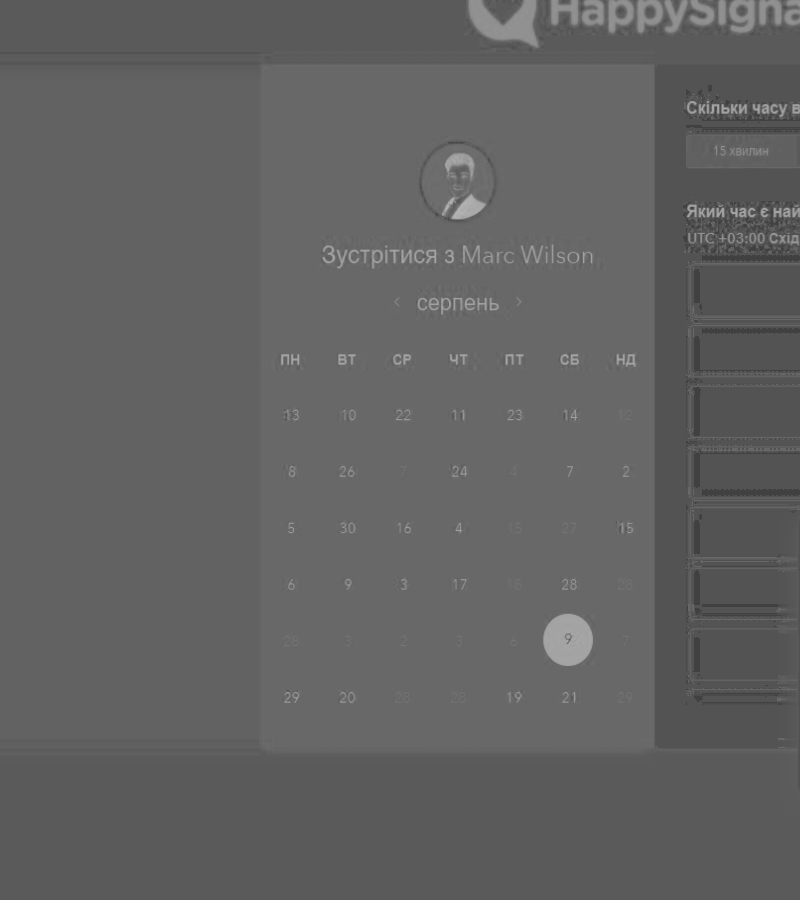 HappySigna
Зустрітися з Marc Wilson
серпень
ПН ВТ СР ЧТ ПТ СБ НД
13 10 22 11 23 14 12
8 26 7 24 4 7 2
5 30 16 4 15 27 15
6 9 3 17 28
28 3 2 3 6 9 7
29 20 28 28 19 21 29
Скільки часу в
15 хвилин
Який час є най
UTC +03:00 Схід